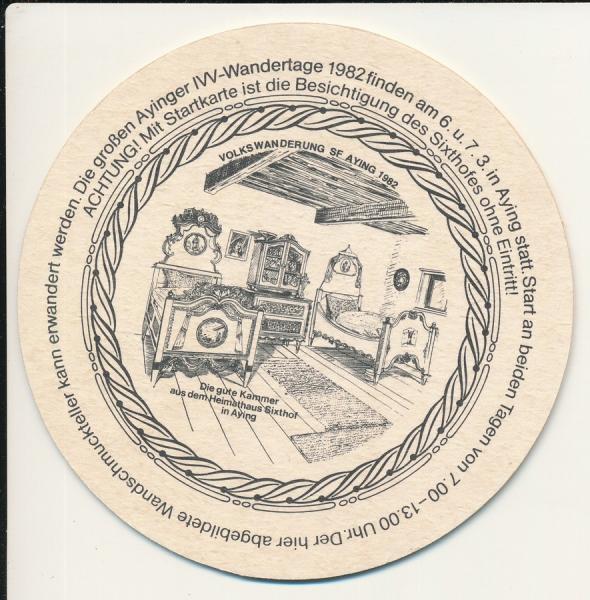 Die großen Ayinger IVV-Wandertage 1982 finden am 6. u. 7. 3. in Aying statt. Start an beiden Tagen von 7.00 -13.00 Uhr. Der hier abgebildete Wandschmuckteller kann erwandert werden.
ACHTUNG! Mit Startkarte ist die Besichtigung des Sixthofes ohne Eintritt!
VOLKSWANDERUNG SF AYING 1982
Die gute Kammer
aus dem Heimathaus Sixthof
in Aying